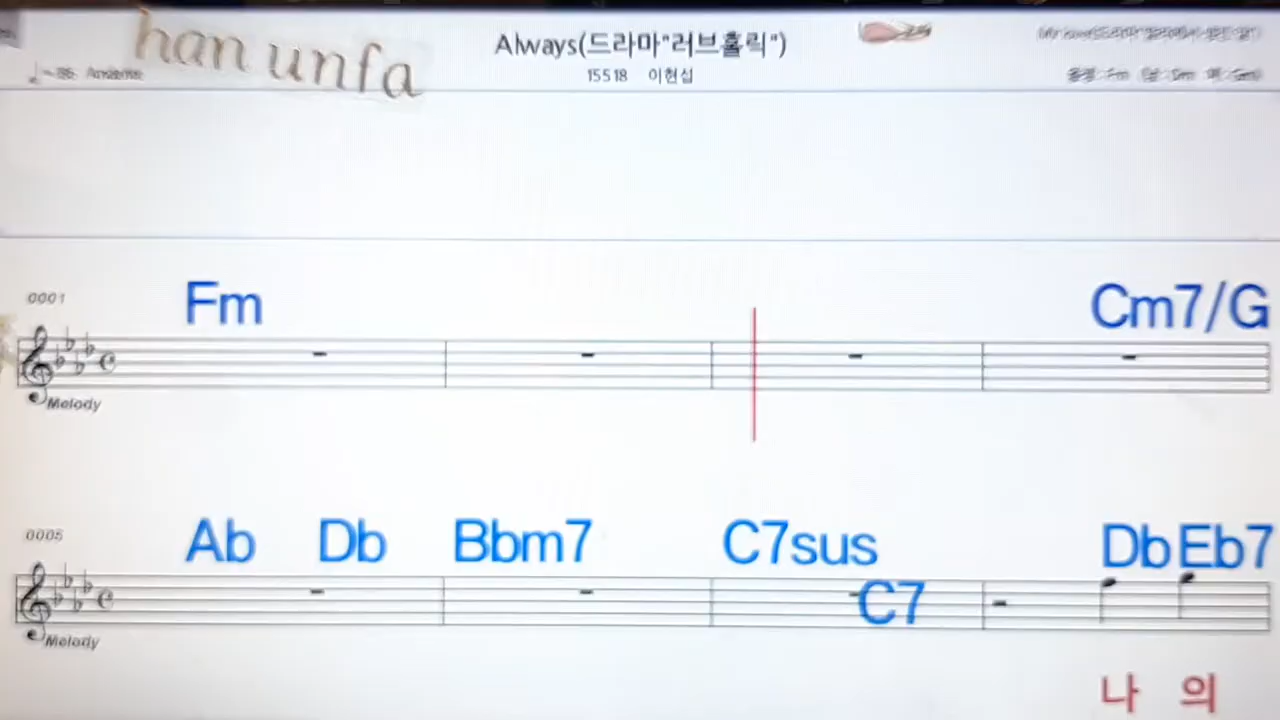 han unfa
Always(드라마"러브홀릭")
15518 이현섭
0001
Fm
Cm7/G
Melody
0005
Ab Db Bbm7 C7sus Db Eb7
C7
Melody
나 의